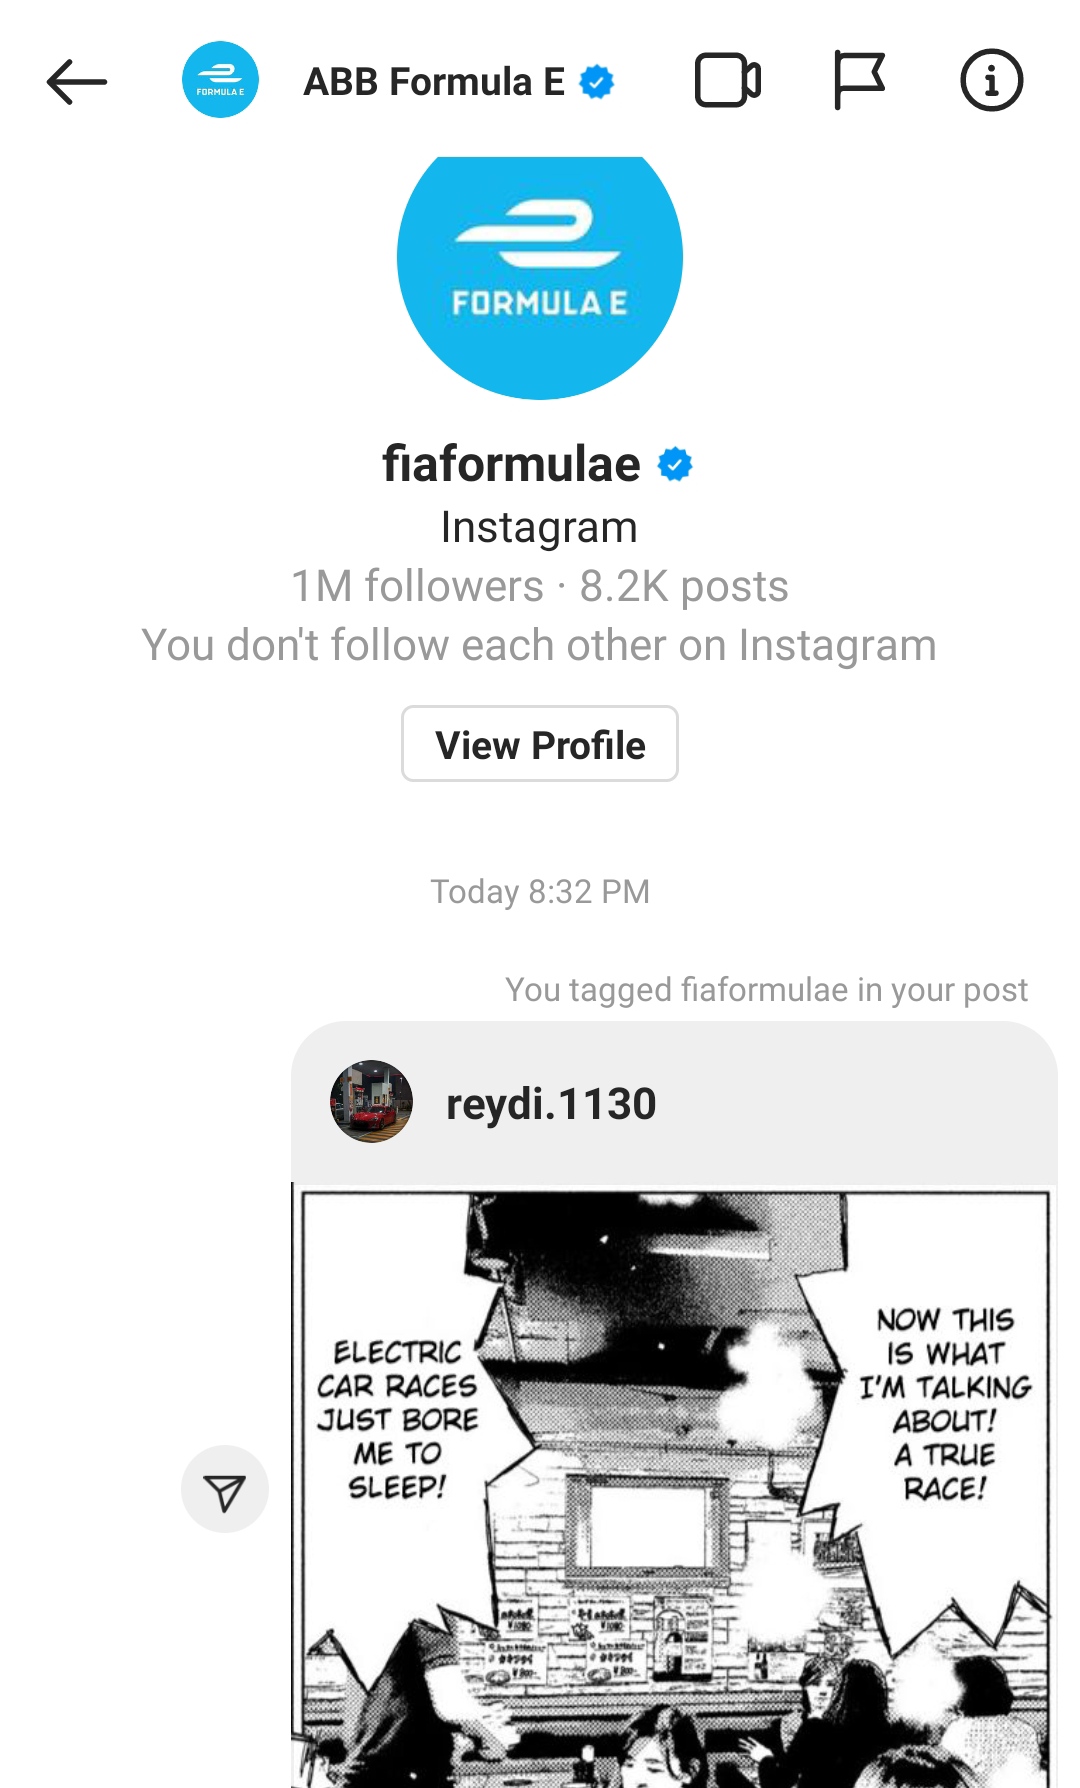 FORMULA E
ABB Formula E
FORMULA E
fiaformulae
Instagram
1M followers · 8.2K posts
You don't follow each other on Instagram
View Profile
Today 8:32 PM
You tagged fiaformulae in your post
reydi.1130
NOW THIS
IS WHAT
I'M TALKING
ABOUT!
A TRUE
RACE!
ELECTRIC
CAR RACES
JUST BORE
ME TO
SLEEP!